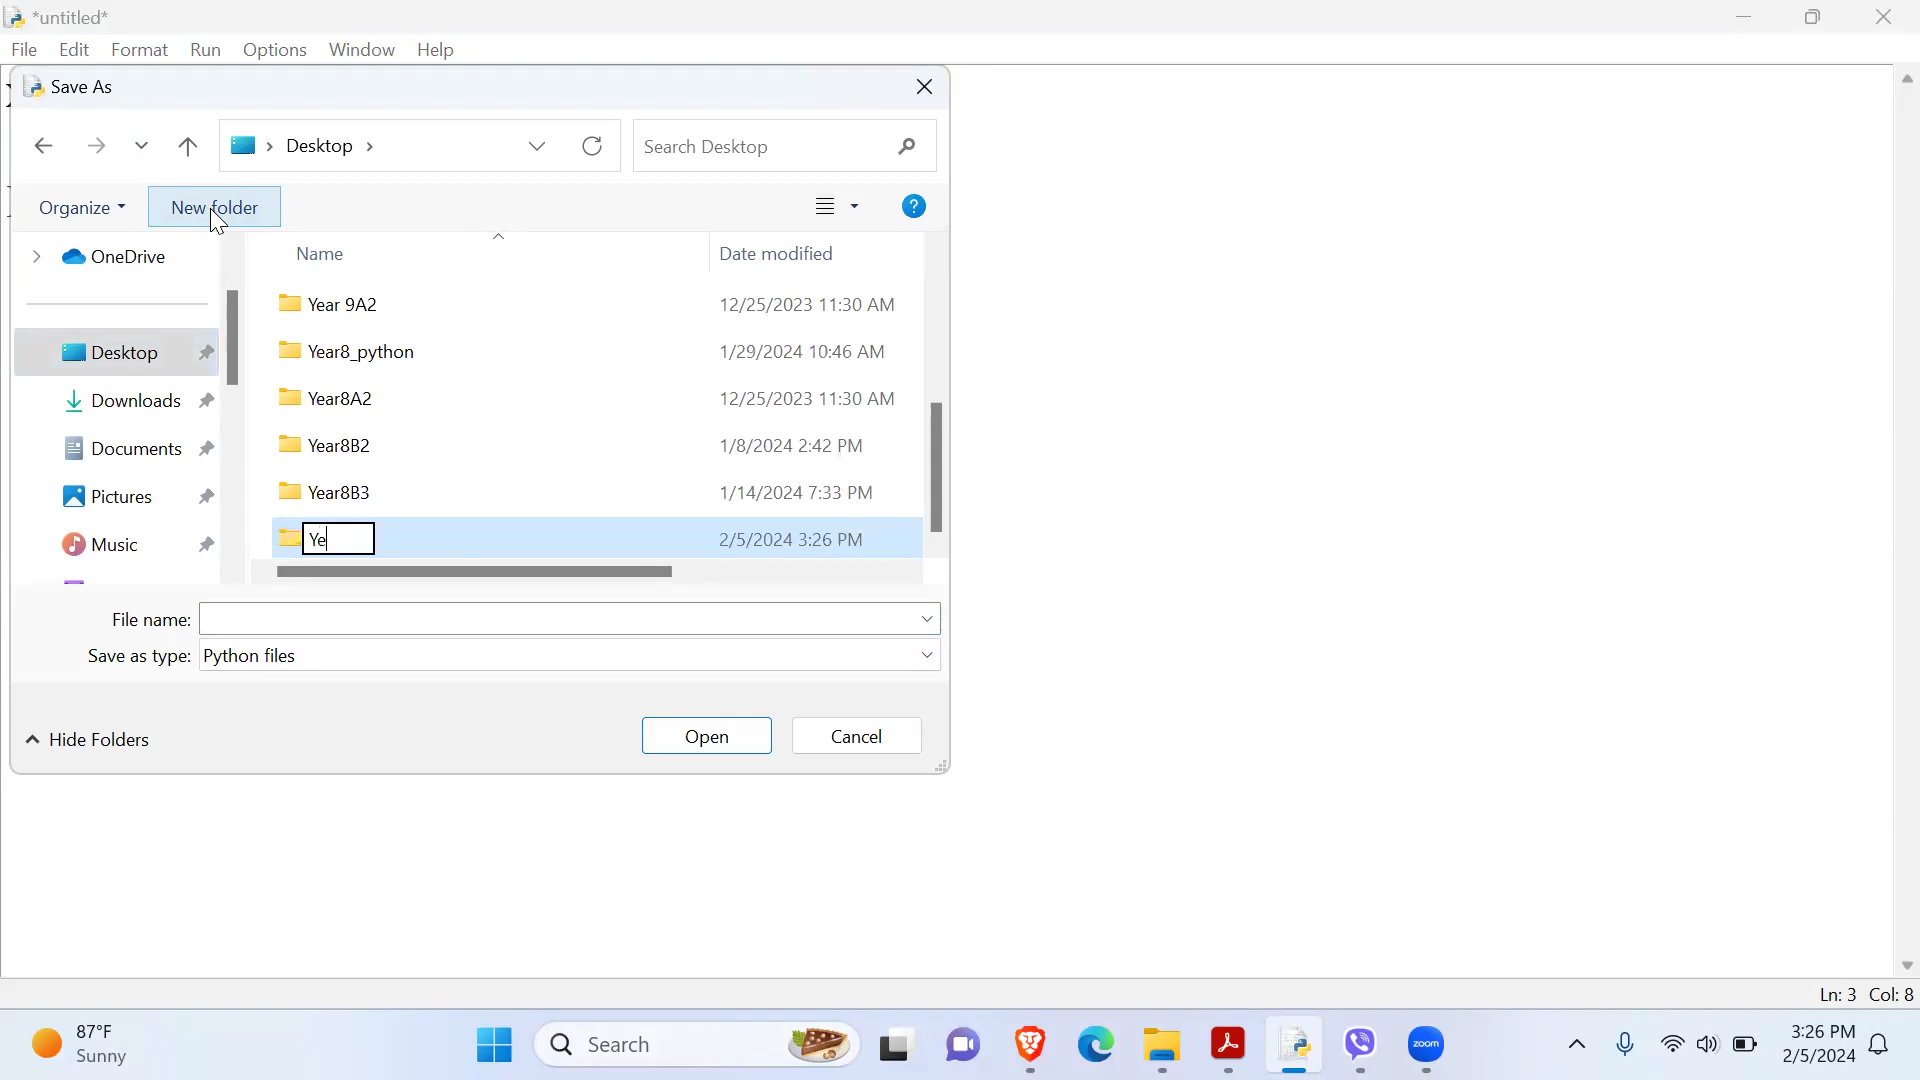 *untitled*
File Edit Format Run Options Window Help
Save As
Desktop
Search Desktop
Organize New folder
Name Date modified
OneDrive
Desktop
Downloads
Documents
Pictures
Music
Year 9A2 12/25/2023 11:30 AM
Year8_python 1/29/2024 10:46 AM
Year8A2 12/25/2023 11:30 AM
Year8B2 1/8/2024 2:42 PM
Year8B3 1/14/2024 7:33 PM
Ye 2/5/2024 3:26 PM
File name:
Save as type: Python files
Hide Folders Open Cancel
Ln: 3 Col: 8
87°F
Sunny
Search
zoom
3:26 PM
2/5/2024